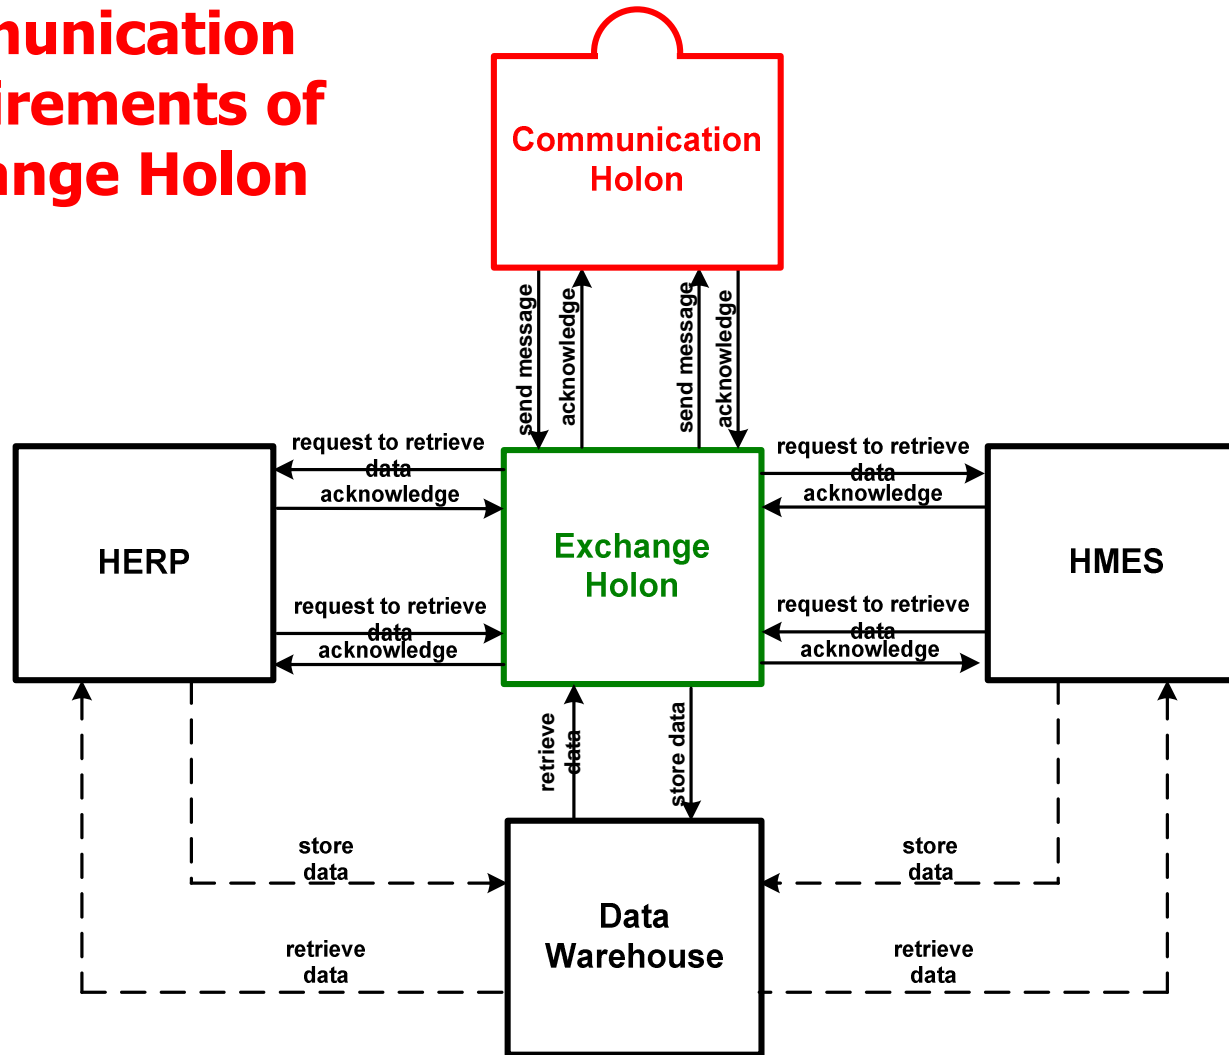 munication
irements of
ange Holon
Communication
Holon
send message
acknowledge
send message
acknowledge
request to retrieve
data
acknowledge
request to retrieve
data
acknowledge
HERP
Exchange
Holon
HMES
request to retrieve
data
acknowledge
request to retrieve
data
acknowledge
retrieve
data
store data
store
data
store
data
Data
Warehouse
retrieve
data
retrieve
data